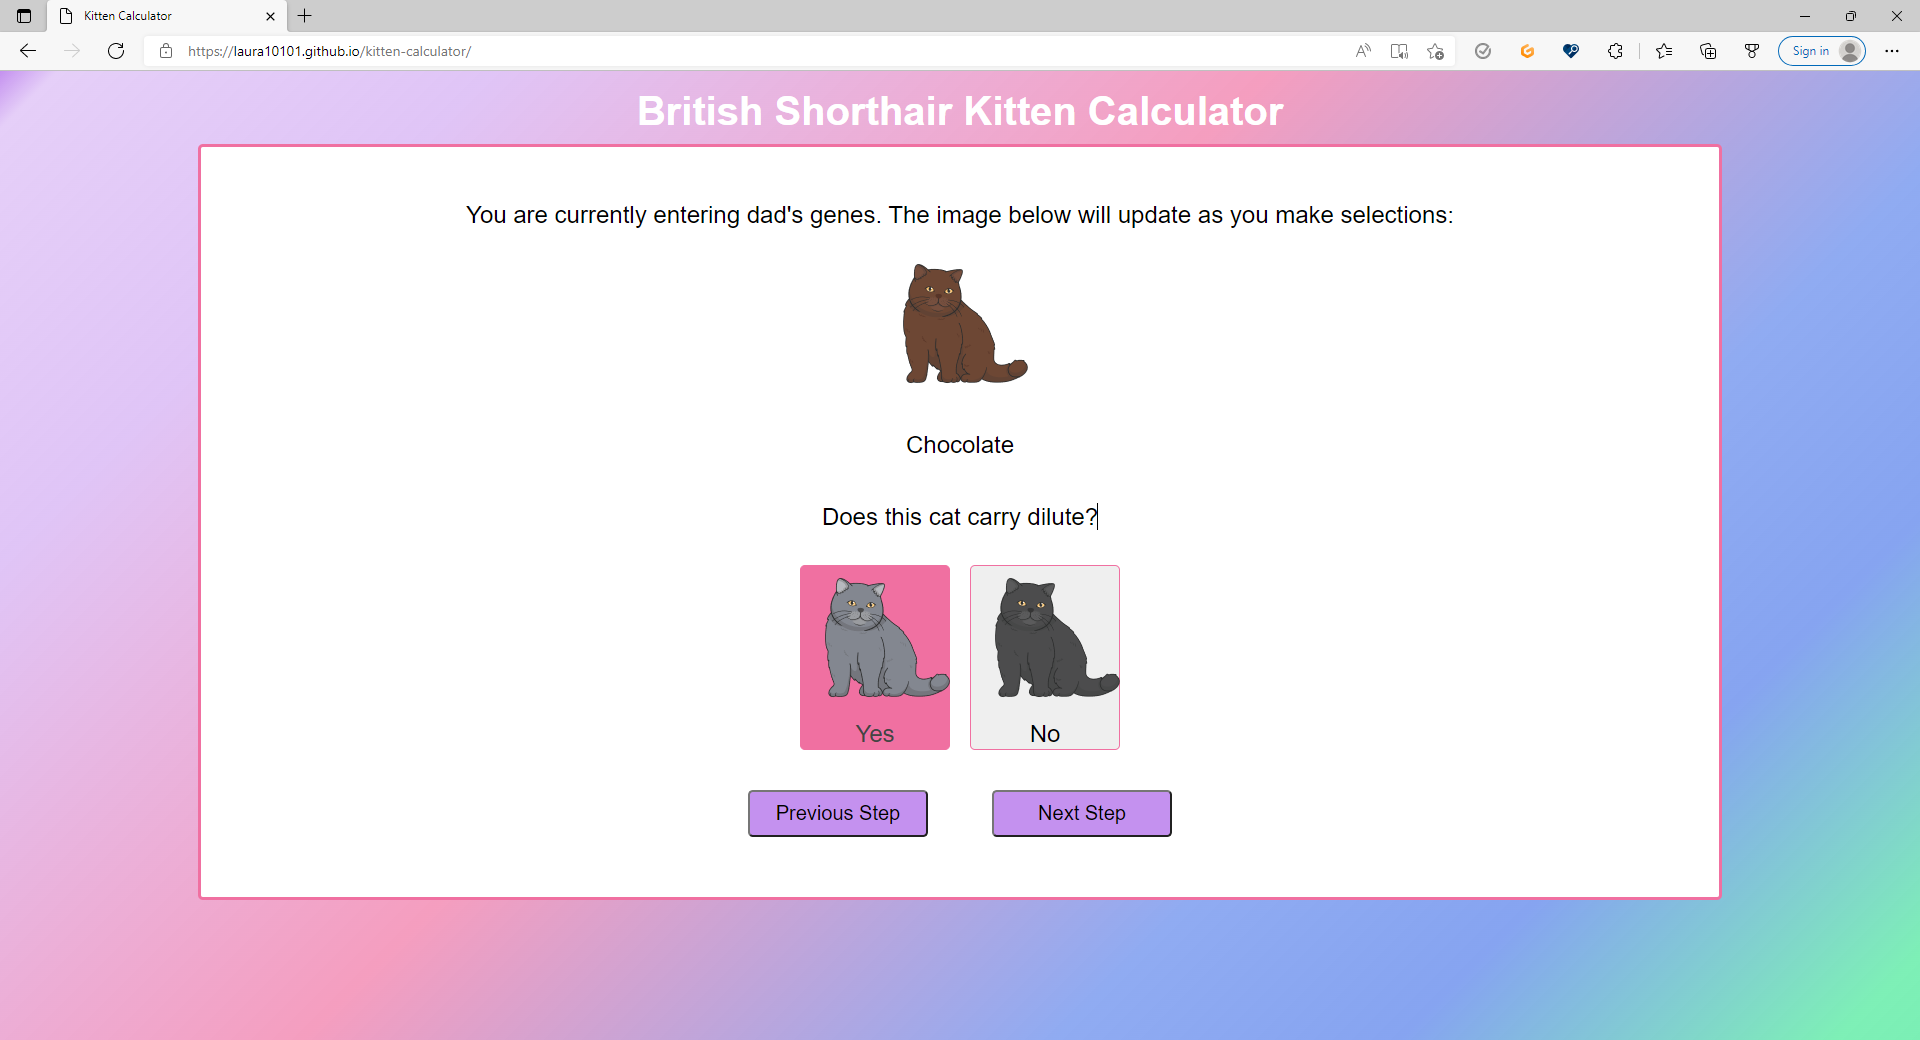 Kitten Calculator
https://laura10101.github.io/kitten-calculator/
Sign in
British Shorthair Kitten Calculator
You are currently entering dad's genes. The image below will update as you make selections:
Chocolate
Does this cat carry dilute?
Yes No
Previous Step Next Step